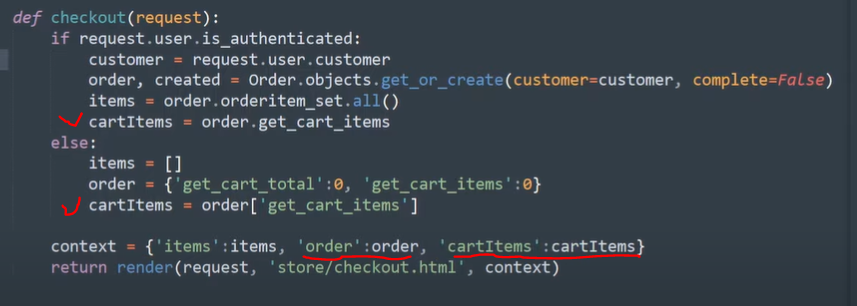 def checkout(request):
    if request.user.is_authenticated:
        customer = request.user.customer
        order, created = Order.objects.get_or_create(customer=customer, complete=False)
        items = order.orderitem_set.all()
        cartItems = order.get_cart_items
    else:
        items = []
        order = {'get_cart_total':0, 'get_cart_items':0}
        cartItems = order['get_cart_items']
    context = {'items':items, 'order':order, 'cartItems':cartItems}
    return render(request, 'store/checkout.html', context)